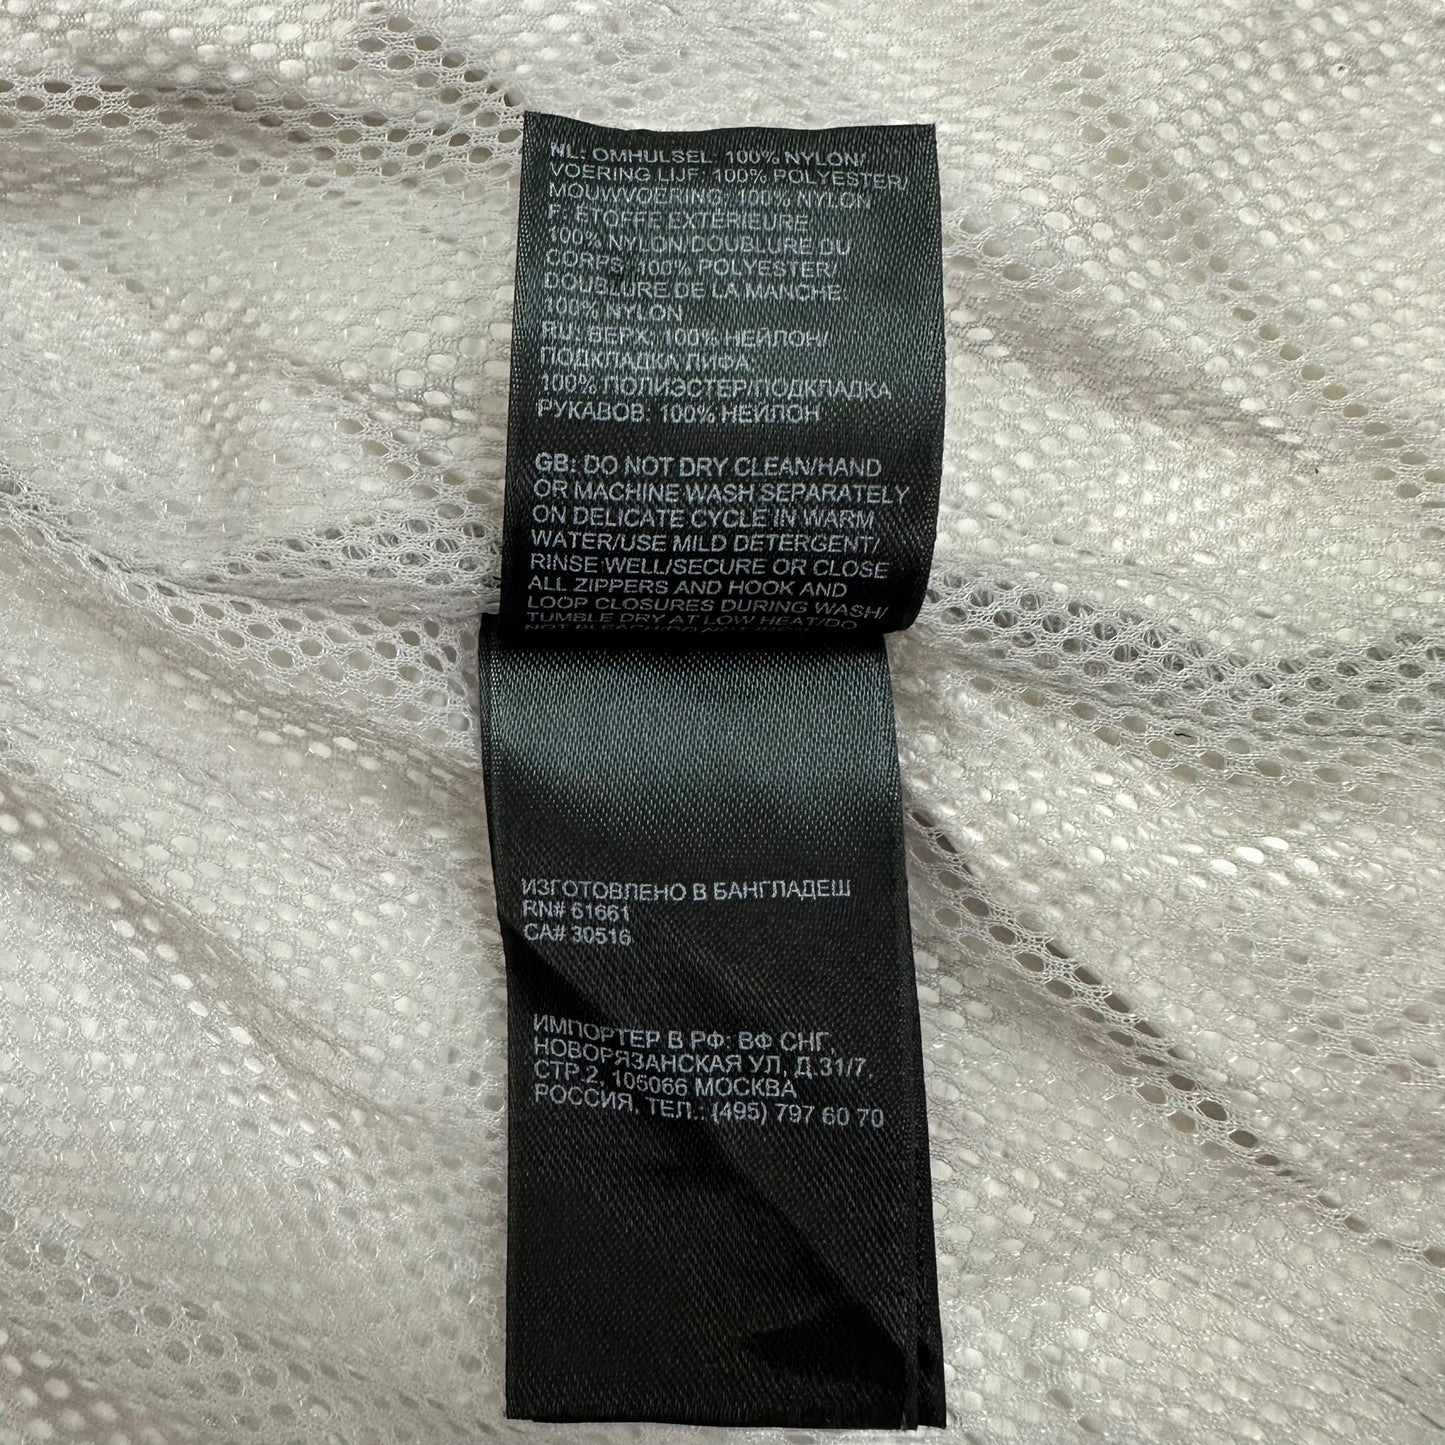 NL: OMHULSEL: 100% NYLON/
VOERING LIJF: 100% POLYESTER/
MOUWVOERING: 100% NYLON
F: ÉTOFFE EXTÉRIEURE
100% NYLON/DOUBLURE DU
CORPS: 100% POLYESTER/
DOUBLURE DE LA MANCHE:
100% NYLON
RU: ВЕРХ: 100% НЕЙЛОН/
ПОДКЛАДКА ЛИФА
100% ПОЛИЭСТЕР/ПОДКЛАДКА
РУКАВОВ: 100% НЕЙЛОН
GB: DO NOT DRY CLEAN/HAND
OR MACHINE WASH SEPARATELY
ON DELICATE CYCLE IN WARM
WATER/USE MILD DETERGENT/
RINSE WELL/SECURE OR CLOSE
ALL ZIPPERS AND HOOK AND
LOOP CLOSURES DURING WASH/
TUMBLE DRY AT LOW HEAT/DO
NOT BLEACH/DO NOT
ИЗГОТОВЛЕНО В БАНГЛАДЕШ
RN# 61661
CA# 30516
ИМПОРТЕР В РФ: ВФ СНГ,
НОВОРЯЗАНСКАЯ УЛ, Д.31/7,
СТР.2, 105066 МОСКВА
РОССИЯ, ТЕЛ.: (495) 797 60 70